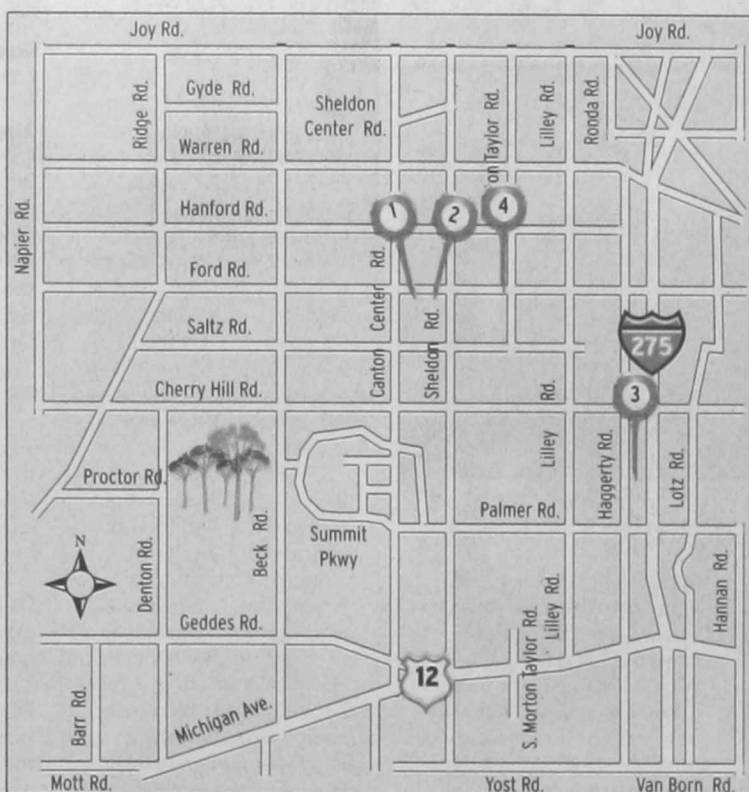 Joy Rd.
Joy Rd.
Gyde Rd.
Sheldon
Center Rd.
Ridge Rd.
Warren Rd.
on Taylor Rd.
Lilley Rd.
Ronda Rd.
Napier Rd.
Hanford Rd.
1
2
4
Ford Rd.
Canton Center Rd.
Sheldon Rd.
Saltz Rd.
275
Cherry Hill Rd.
3
Lilley Rd.
Haggerty Rd.
Lotz Rd.
Proctor Rd.
Palmer Rd.
Beck Rd.
Summit
Pkwy
N
Denton Rd.
Hannan Rd.
Geddes Rd.
Lilley Rd.
S. Morton Taylor Rd.
12
Barr Rd.
Michigan Ave.
Mott Rd.
Yost Rd.
Van Born Rd.